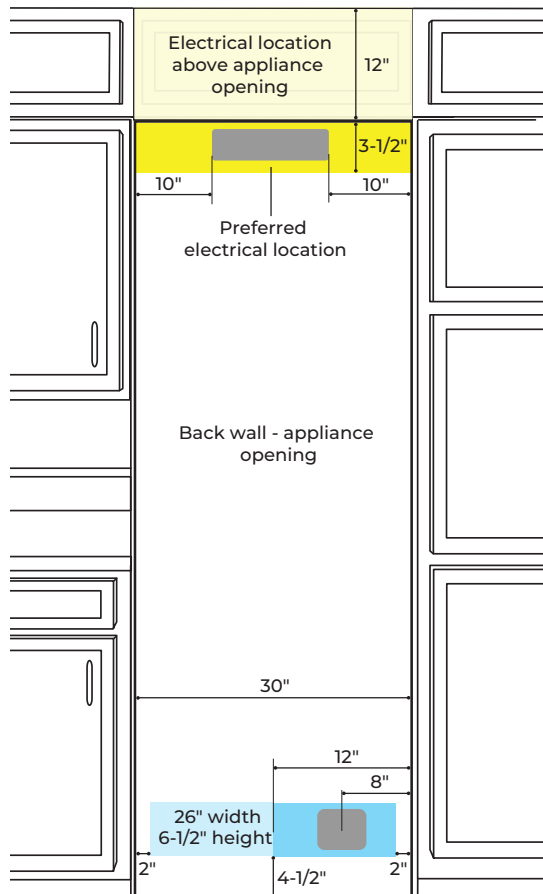 Electrical location
above appliance
opening
12"
3-1/2"
10"
10"
Preferred
electrical location
Back wall - appliance
opening
30"
12"
8"
26" width
6-1/2" height
2"
4-1/2"
2"